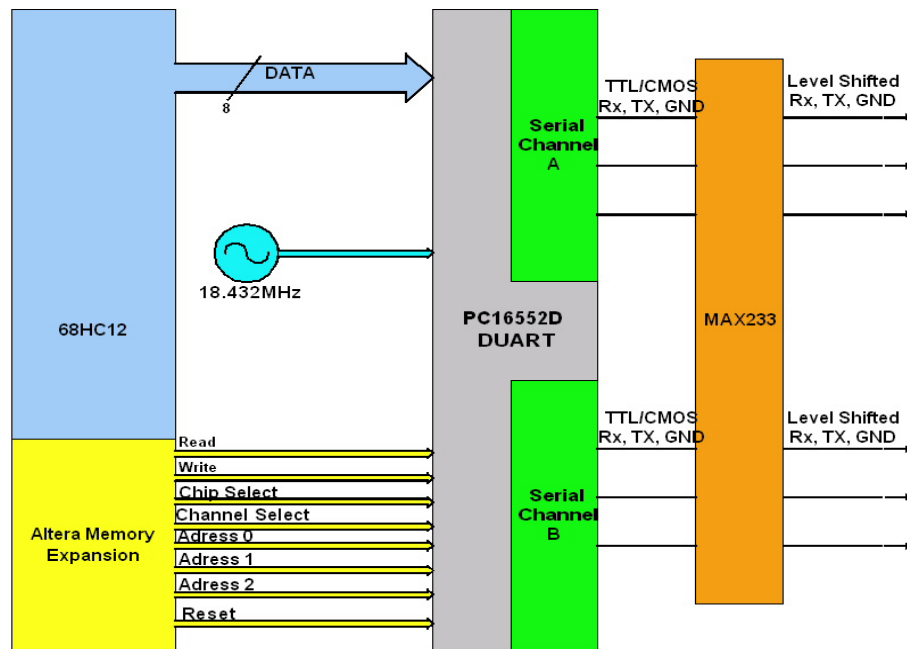 DATA
8
TTL/CMOS
Rx, TX, GND
Level Shifted
Rx, TX, GND
Serial
Channel
A
18.432MHz
68HC12
PC16552D
DUART
MAX233
TTL/CMOS
Rx, TX, GND
Level Shifted
Rx, TX, GND
Read
Write
Chip Select
Channel Select
Adress 0
Adress 1
Adress 2
Reset
Altera Memory
Expansion
Serial
Channel
B